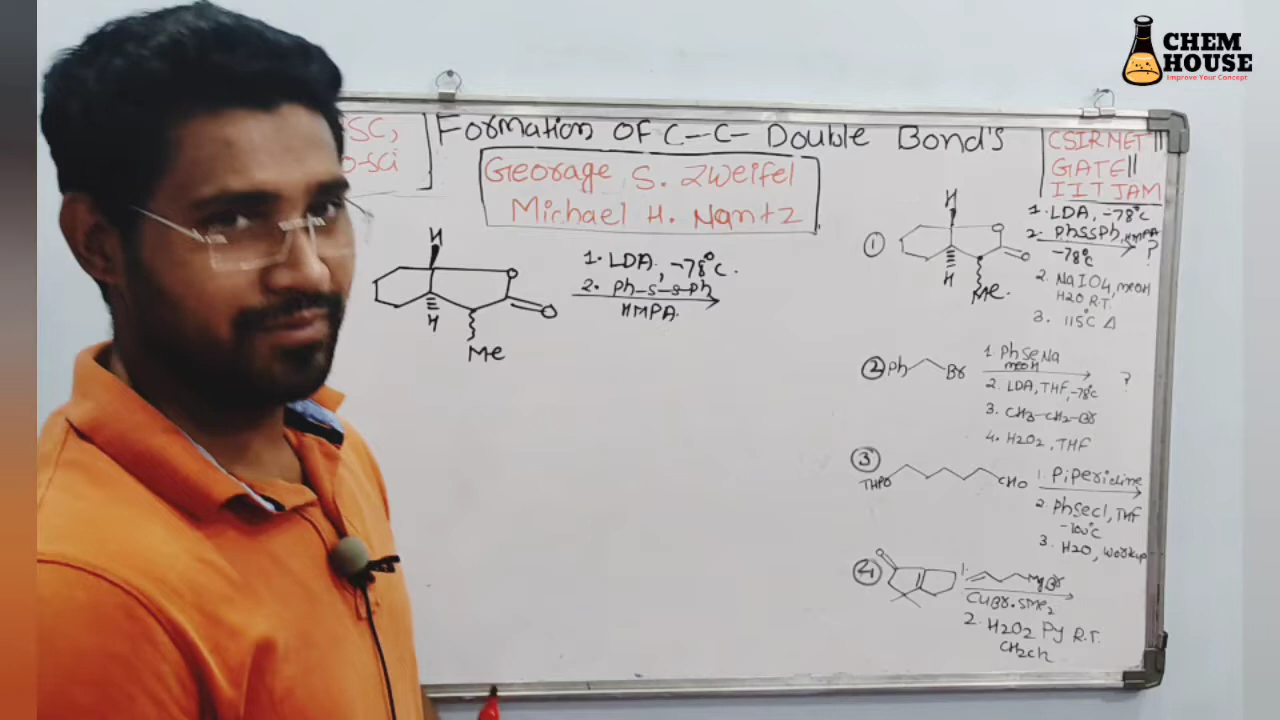 CHEM
HOUSE
Improve Your Concept
SC,
O-SCI
Formation OF C-C- Double Bond's
Georage S. Zweifel
Michael H. Nantz
CSIR NET ||
GATE ||
IIT JAM
H
O
O
H
Me
1. LDA, -78°c.
2. Ph-S-S-Ph
HMPA
①
H
O
O
H
Me.
1. LDA, -78°c
2. PhSSPh, HMPA
-78°c
?
2. NaIO4, MeOH
H2O R.T.
3. 115°C Δ
② Ph Br
1. PhSeNa
MeOH
?
2. LDA, THF, -78°c
3. CH3-CH2-Br
4. H2O2, THF
③
THPO CHO
1. Piperidine
2. PhSeCl, THF
-100°C
3. H2O, workup
④
O
1. MgBr
CuBr.SMe2
2. H2O2 Py R.T.